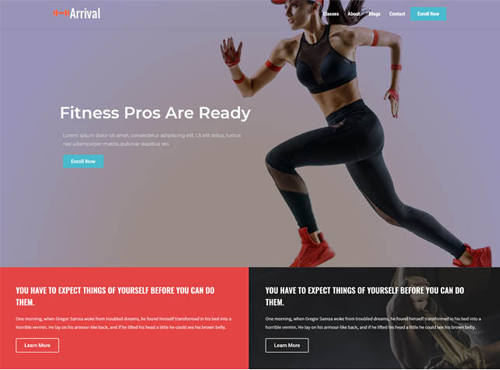 Arrival
Classes About Blogs Contact Enroll Now
Fitness Pros Are Ready
Lorem ipsum dolor sit amet, consectetur adipiscing elit. Ut elit tellus, luctus
nec ullamcorper mattis, pulvinar dapibus leo.
Enroll Now
YOU HAVE TO EXPECT THINGS OF YOURSELF BEFORE YOU CAN DO
THEM.
One morning, when Gregor Samsa woke from troubled dreams, he found himself transformed in his bed into a
horrible vermin. He lay on his armour-like back, and if he lifted his head a little he could see his brown belly.
Learn More
YOU HAVE TO EXPECT THINGS OF YOURSELF BEFORE YOU CAN DO
THEM.
One morning, when Gregor Samsa woke from troubled dreams, he found himself transformed in his bed into a
horrible vermin. He lay on his armour-like back, and if he lifted his head a little he could see his brown belly.
Learn More